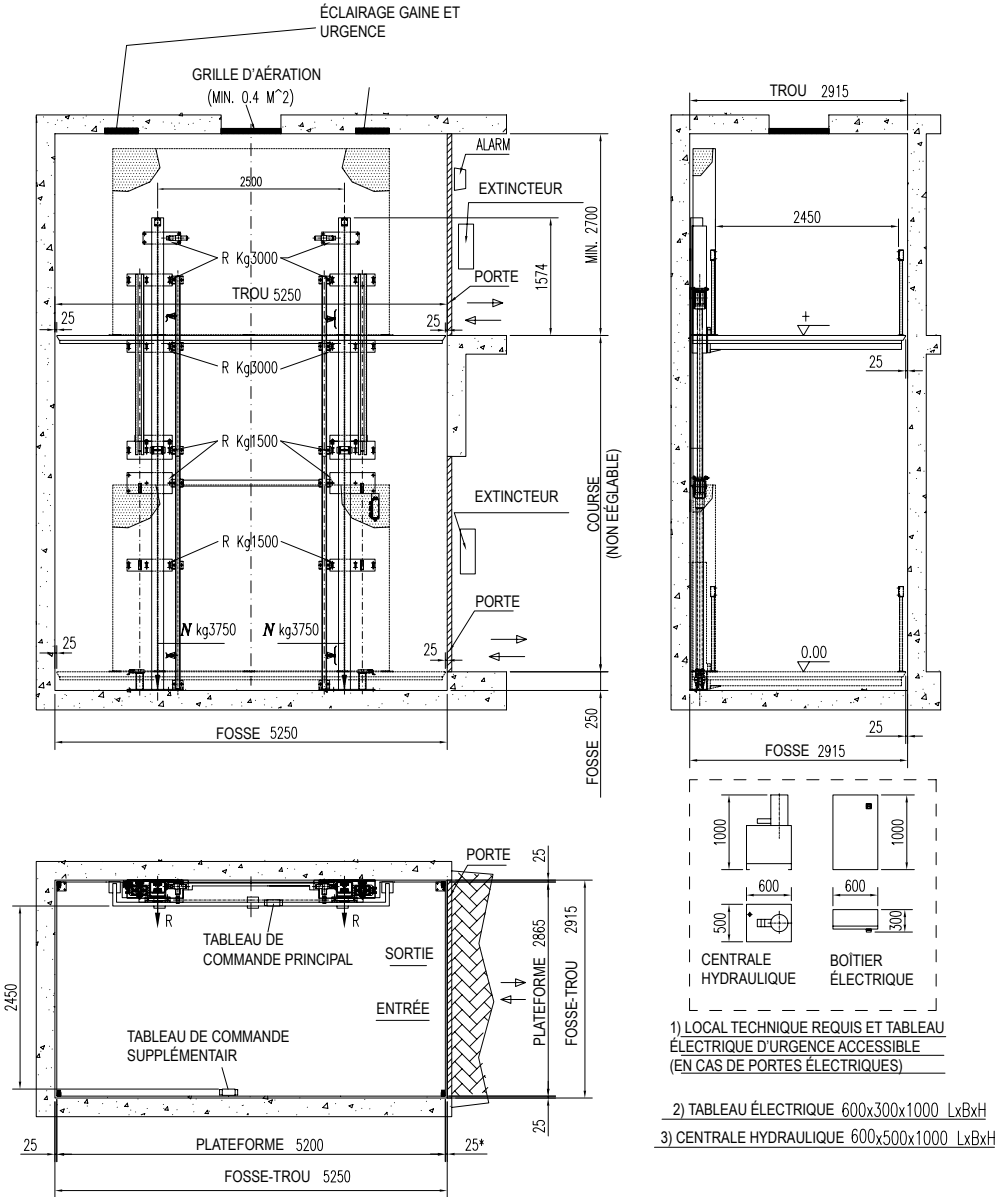 ÉCLAIRAGE GAINE ET
URGENCE
GRILLE D'AÉRATION
(MIN. 0.4 M^2)
ALARM
2500
EXTINCTEUR
MIN. 2700
R Kg3000
1574
PORTE
TROU 5250
25
25
R Kg3000
R Kg1500
EXTINCTEUR
COURSE
(NON EÉGLABLE)
R Kg1500
PORTE
N kg3750
N kg3750
25
25
FOSSE 5250
FOSSE 250
TROU 2915
2450
+
25
0.00
25
FOSSE 2915
1000
1000
600
600
500
300
CENTRALE
HYDRAULIQUE
BOÎTIER
ÉLECTRIQUE
PORTE
25
R
R
TABLEAU DE
COMMANDE PRINCIPAL
SORTIE
ENTRÉE
2450
PLATEFORME 2865
FOSSE-TROU 2915
TABLEAU DE COMMANDE
SUPPLÉMENTAIR
25
25
PLATEFORME 5200
25*
FOSSE-TROU 5250
1) LOCAL TECHNIQUE REQUIS ET TABLEAU
ÉLECTRIQUE D'URGENCE ACCESSIBLE
(EN CAS DE PORTES ÉLECTRIQUES)
2) TABLEAU ÉLECTRIQUE 600x300x1000 LxBxH
3) CENTRALE HYDRAULIQUE 600x500x1000 LxBxH